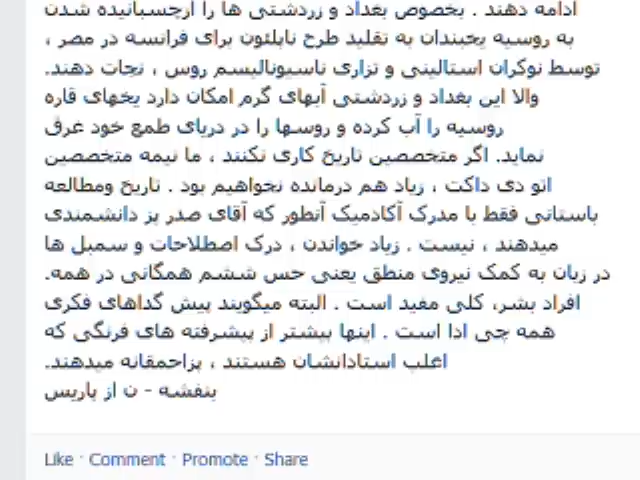 ادامه دهند . بخصوص بغداد و زردشتی ها را ازچسبانیده شدن
به روسیه یخبندان به تقلید طرح ناپلئون برای فرانسه در مصر ،
توسط نوکران استالینی و تزاری ناسیونالیسم روس ، نجات دهند.
والا این بغداد و زردشتی آبهای گرم امکان دارد یخهای قاره
روسیه را آب کرده و روسها را در دریای طمع خود غرق
نماید. اگر متخصصین تاریخ کاری نکنند ، ما نیمه متخصصین
اتو دی داکت ، زیاد هم درمانده نخواهیم بود . تاریخ ومطالعه
باستانی فقط با مدرک آکادمیک آنطور که آقای صدر پز دانشمندی
میدهند ، نیست . زیاد خواندن ، درک اصطلاحات و سمبل ها
در زبان به کمک نیروی منطق یعنی حس ششم همگانی در همه.
افراد بشر، کلی مفید است . البته میگویند پیش گداهای فکری
همه چی ادا است . اینها بیشتر از پیشرفته های فرنگی که
اغلب استادانشان هستند ، پزاحمقانه میدهند.
بنفشه - ن از پاریس
Like · Comment · Promote · Share